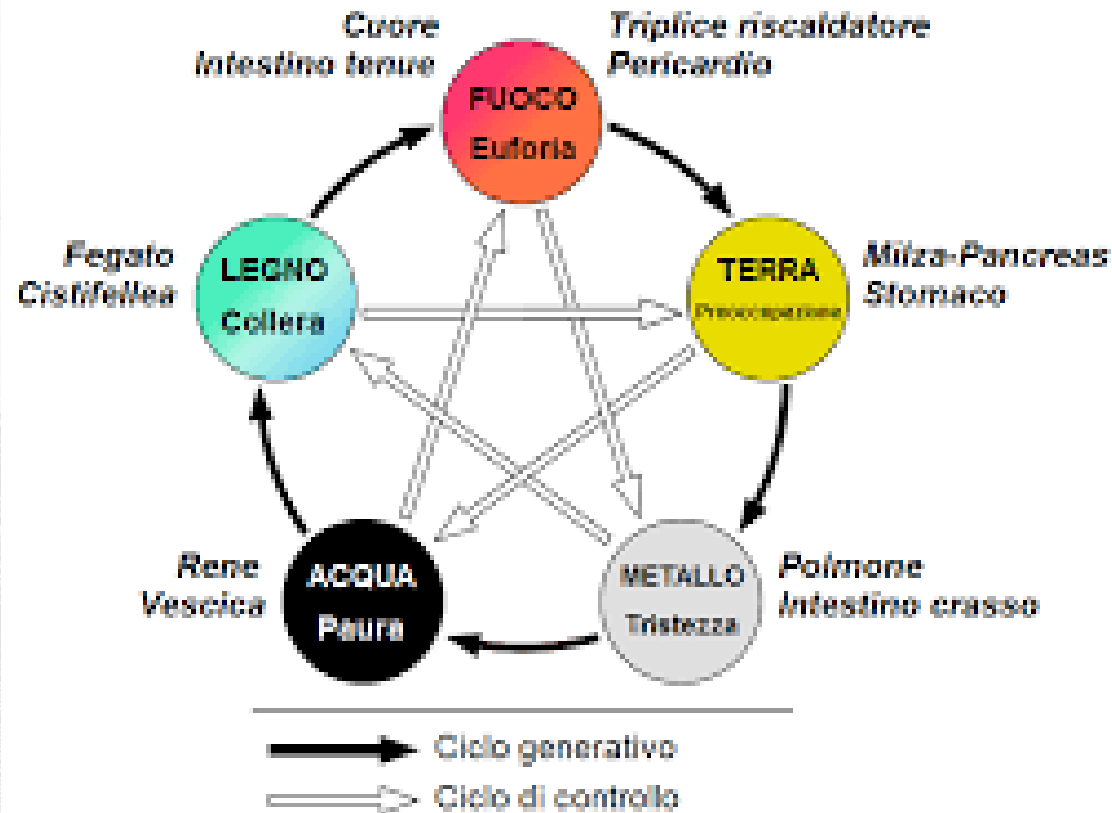 Cuore
Intestino tenue
Triplice riscaldatore
Pericardio
FUOCO
Euforia
Fegato
Cistifellea
LEGNO
Collera
TERRA
Preoccupazione
Milza-Pancreas
Stomaco
Rene
Vescica
ACQUA
Paura
METALLO
Tristezza
Polmone
Intestino crasso
Ciclo generativo
Ciclo di controllo